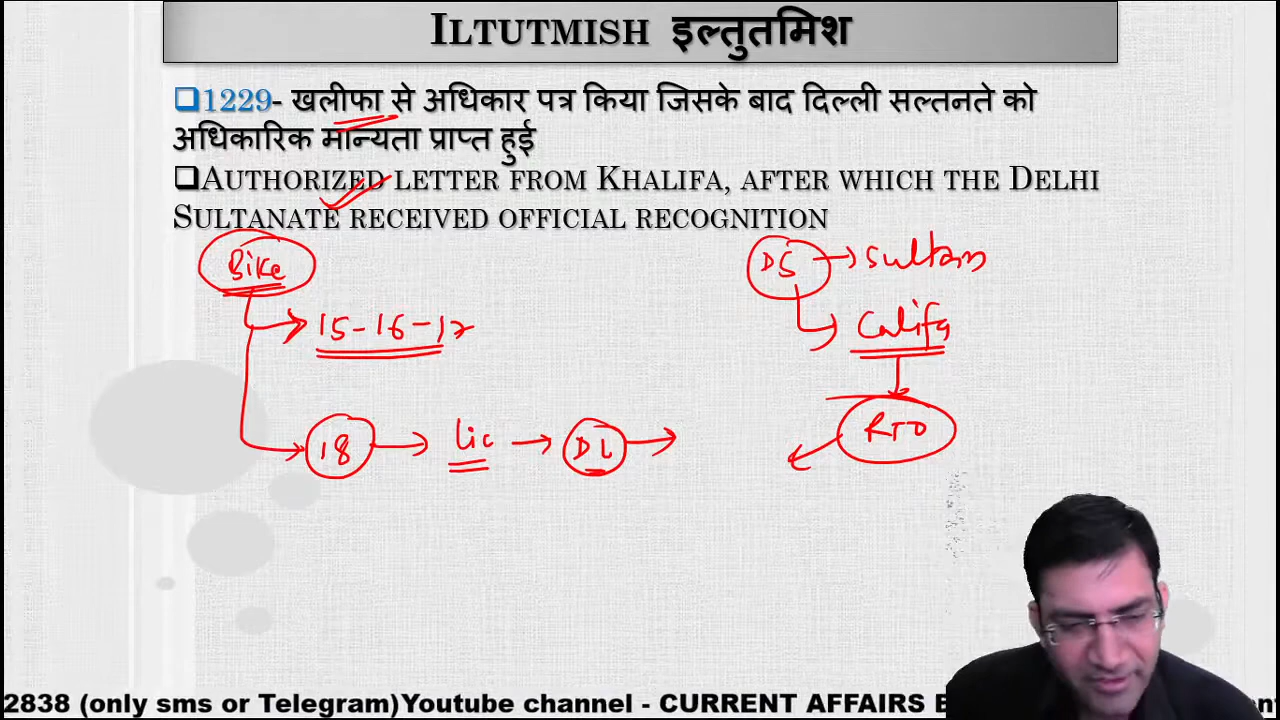 ILTUTMISH इल्तुतमिश
1229- खलीफा से अधिकार पत्र किया जिसके बाद दिल्ली सल्तनते को
अधिकारिक मान्यता प्राप्त हुई
AUTHORIZED LETTER FROM KHALIFA, AFTER WHICH THE DELHI
SULTANATE RECEIVED OFFICIAL RECOGNITION
Bike
DS → Sultans
15-16-17
Califa
18 → Lic → DL →
RTO
2838 (only sms or Telegram)Youtube channel - CURRENT AFFAIRS